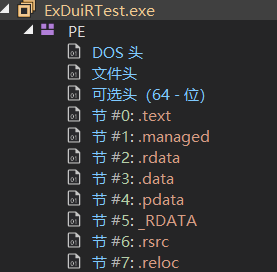 ExDuiRTest.exe
PE
DOS 头
文件头
可选头 (64 - 位)
节 #0: .text
节 #1: .managed
节 #2: .rdata
节 #3: .data
节 #4: .pdata
节 #5: _RDATA
节 #6: .rsrc
节 #7: .reloc